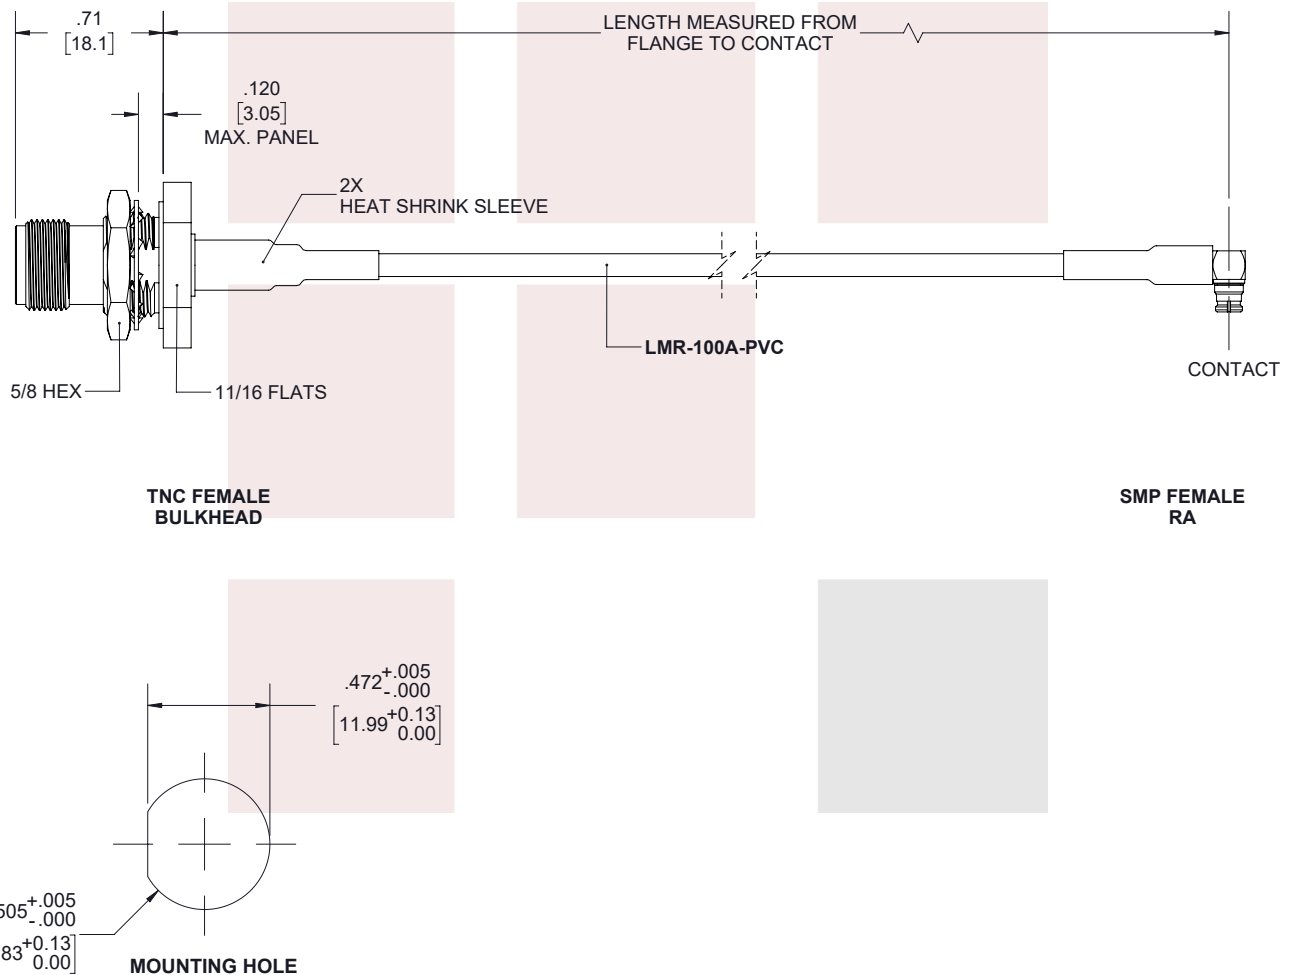 .71
[18.1]
LENGTH MEASURED FROM
FLANGE TO CONTACT
.120
[3.05]
MAX. PANEL
2X
HEAT SHRINK SLEEVE
LMR-100A-PVC
CONTACT
5/8 HEX
11/16 FLATS
TNC FEMALE
BULKHEAD
SMP FEMALE
RA
.472 +.005
-.000
[11.99 +0.13
0.00]
505 +.005
-.000
83 +0.13
0.00]
MOUNTING HOLE